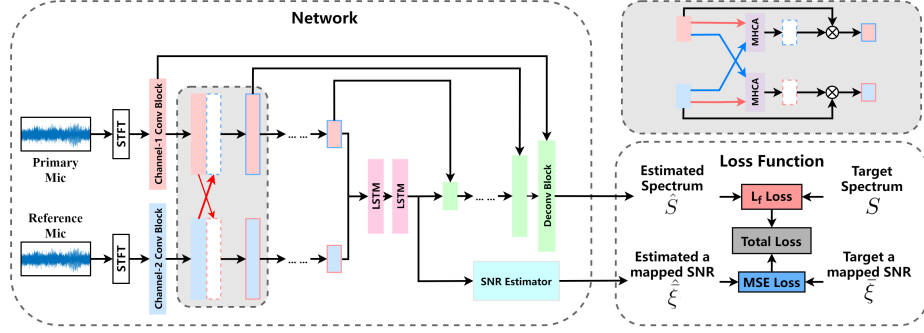 Network
Primary
Mic
STFT
Channel-1 Conv Block
Reference
Mic
STFT
Channel-2 Conv Block
... ...
... ...
LSTM
LSTM
... ...
Deconv Block
SNR Estimator
MHCA
MHCA
Loss Function
Estimated
Spectrum
Ŝ
L_f Loss
Target
Spectrum
S
Total Loss
Estimated a
mapped SNR
ξ̄̂
MSE Loss
Target a
mapped SNR
ξ̄